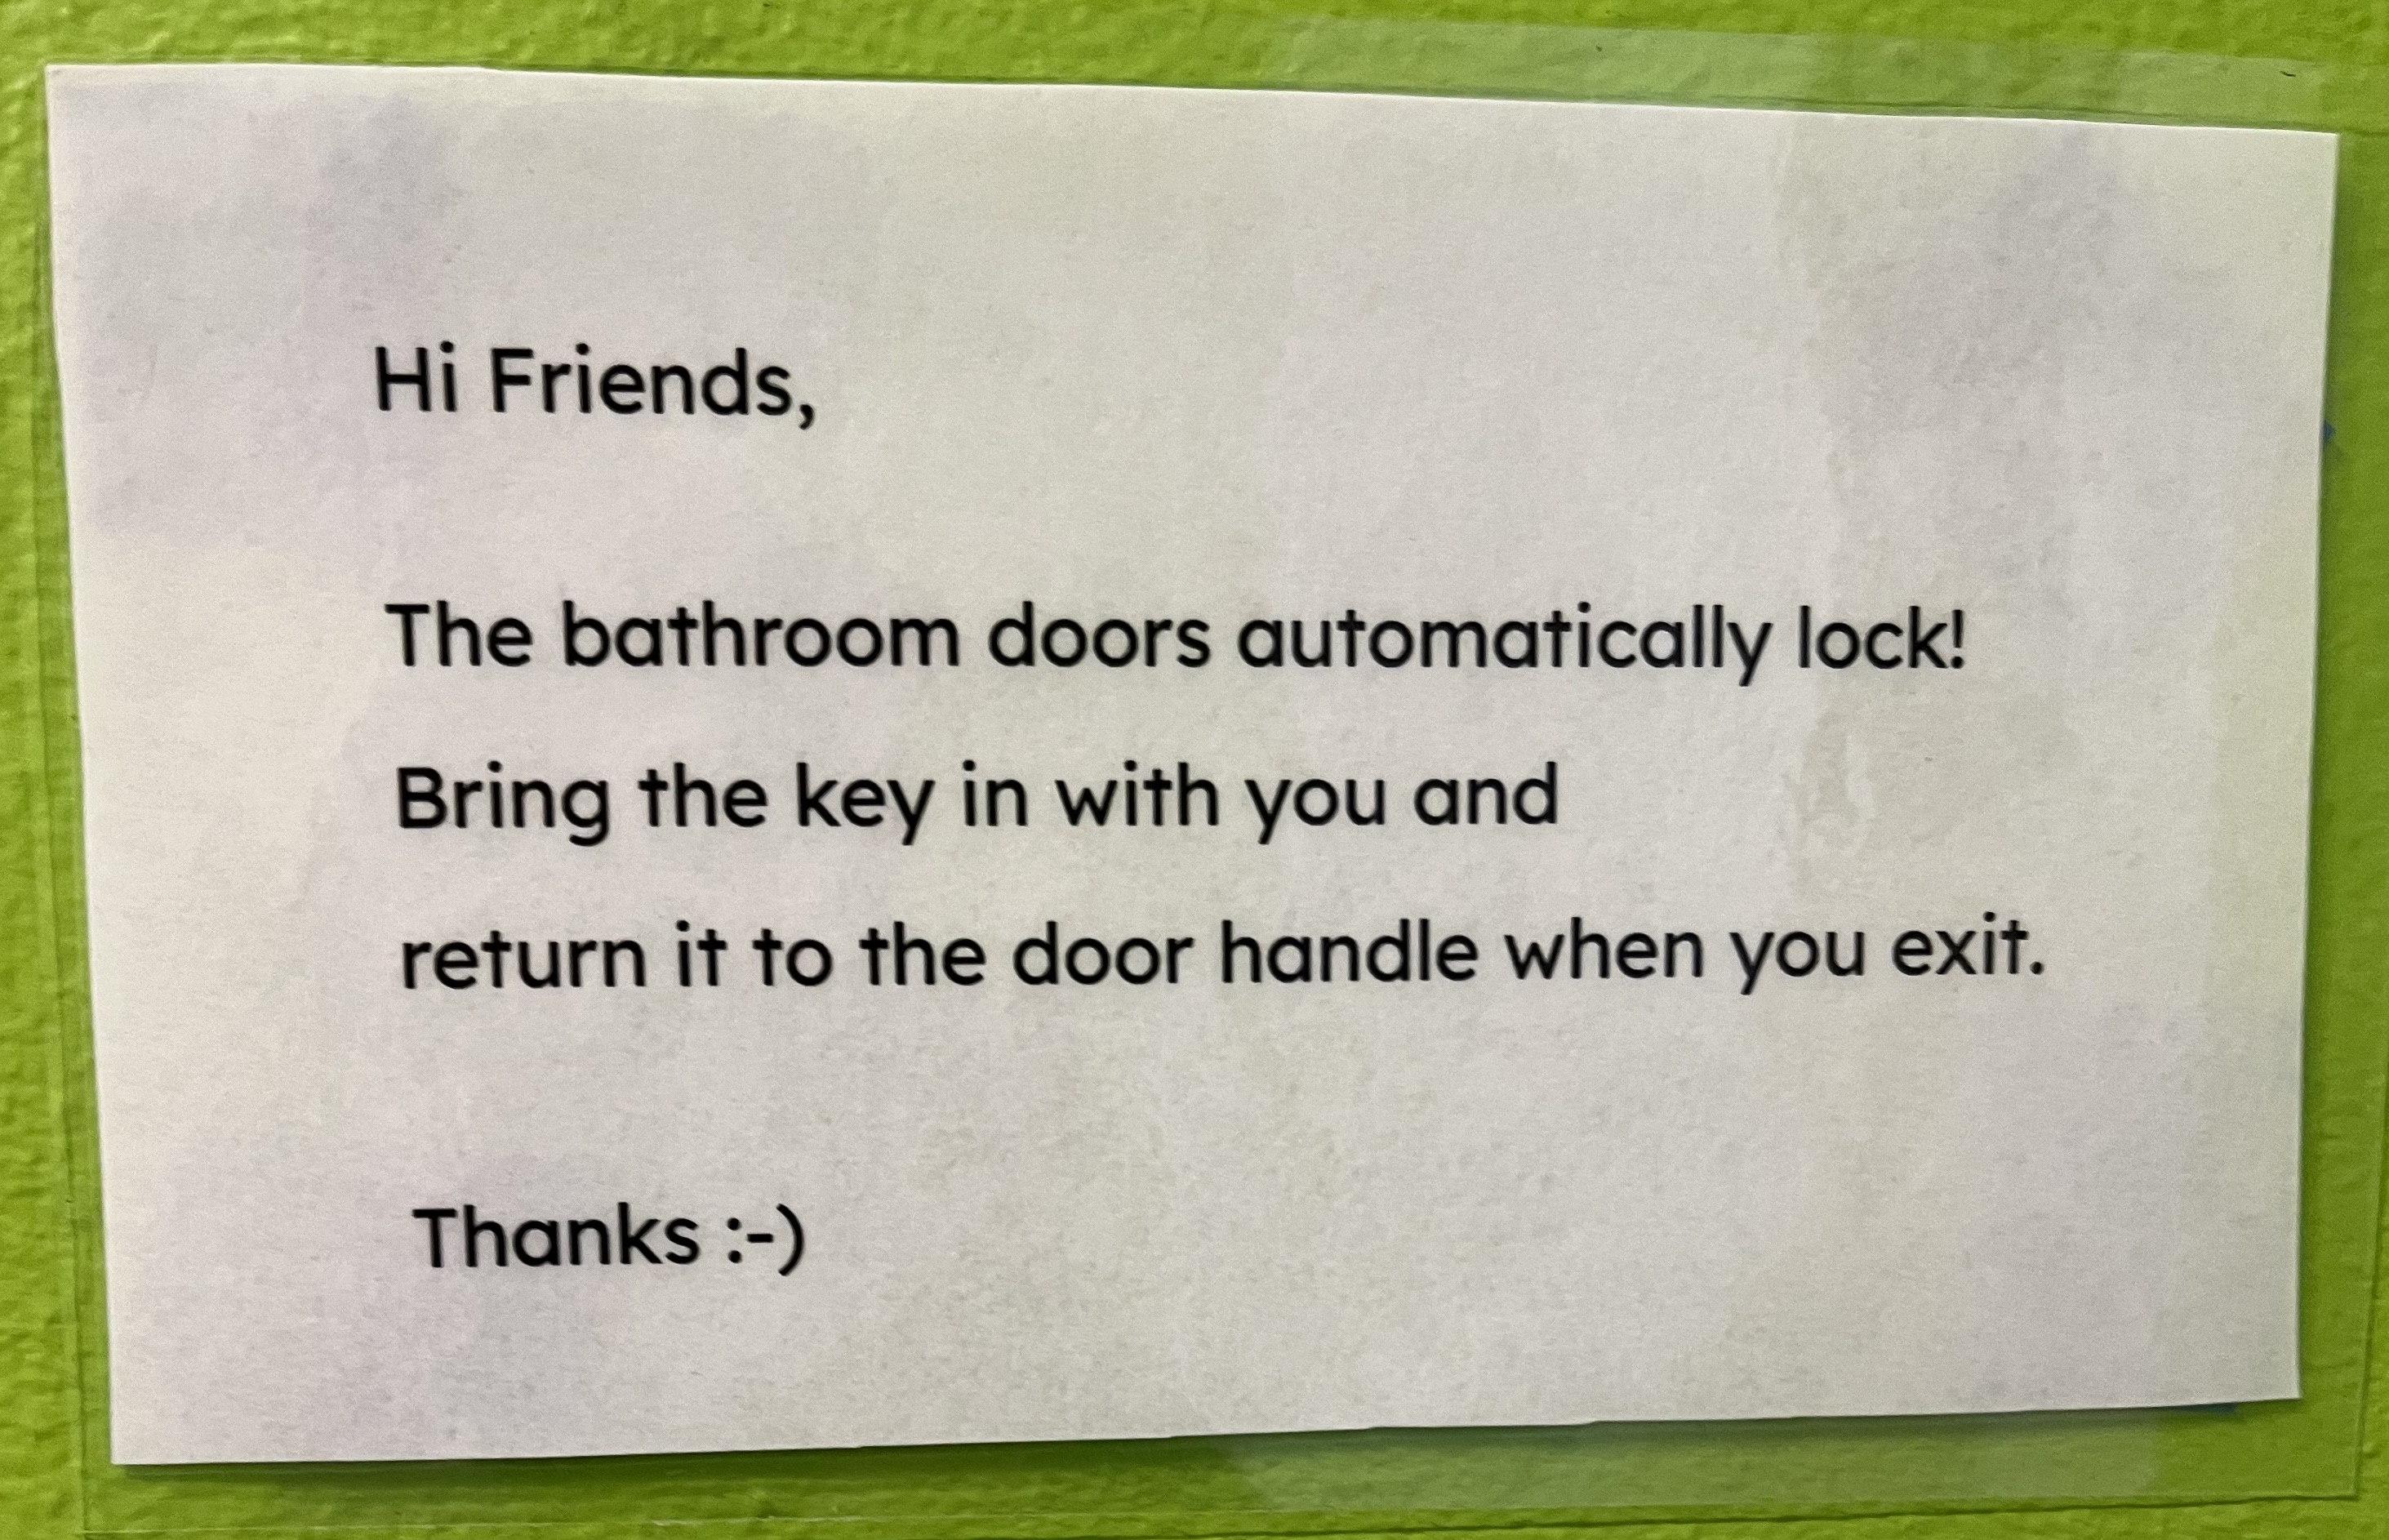 Hi Friends,
The bathroom doors automatically lock!
Bring the key in with you and
return it to the door handle when you exit.
Thanks :-)